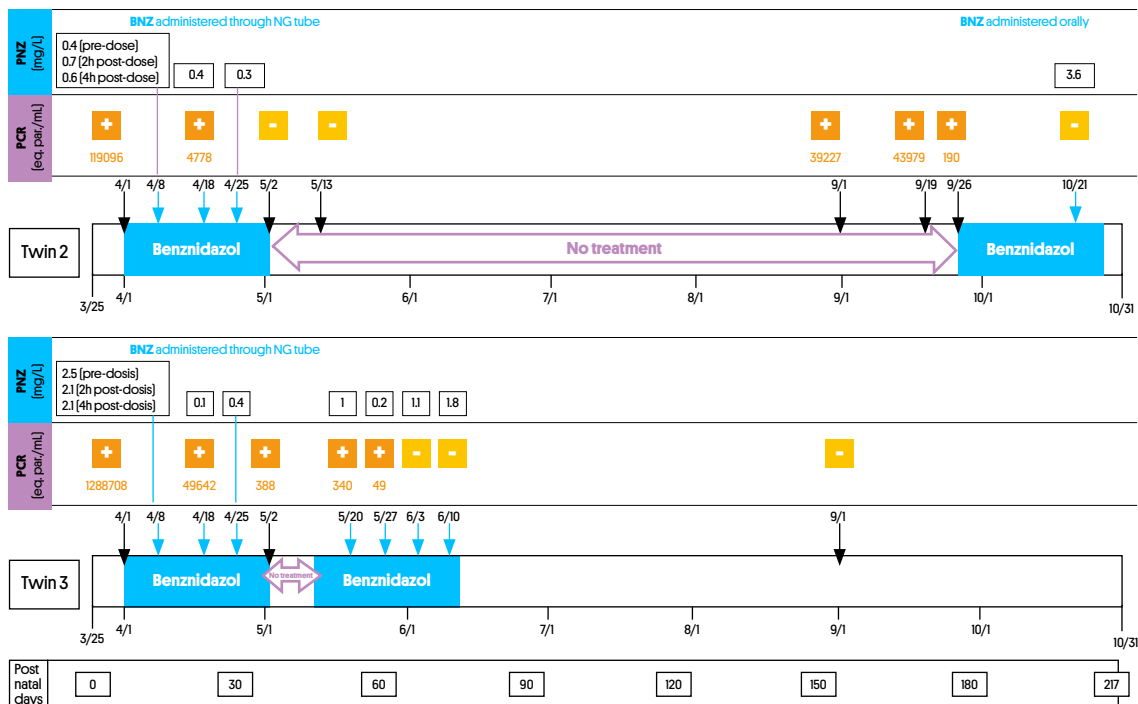 BNZ administered through NG tube
BNZ administered orally
PNZ
(mg/L)
0.4 (pre-dose)
0.7 (2h post-dose)
0.6 (4h post-dose)
0.4
0.3
3.6
PCR
(eq. par./mL)
+ + - - + + + -
119096 4778 39227 43979 190
4/1 4/8 4/18 4/25 5/2 5/13 9/1 9/19 9/26 10/21
Twin 2
Benznidazol
No treatment
Benznidazol
3/25 4/1 5/1 6/1 7/1 8/1 9/1 10/1 10/31
BNZ administered through NG tube
PNZ
(mg/L)
2.5 (pre-dosis)
2.1 (2h post-dosis)
2.1 (4h post-dosis)
0.1 0.4 1 0.2 1.1 1.8
PCR
(eq. par./mL)
+ + + + + - - -
1288708 49642 388 340 49
4/1 4/8 4/18 4/25 5/2 5/20 5/27 6/3 6/10 9/1
Twin 3
Benznidazol
No treatment
Benznidazol
3/25 4/1 5/1 6/1 7/1 8/1 9/1 10/1 10/31
Post
natal
days
0 30 60 90 120 150 180 217